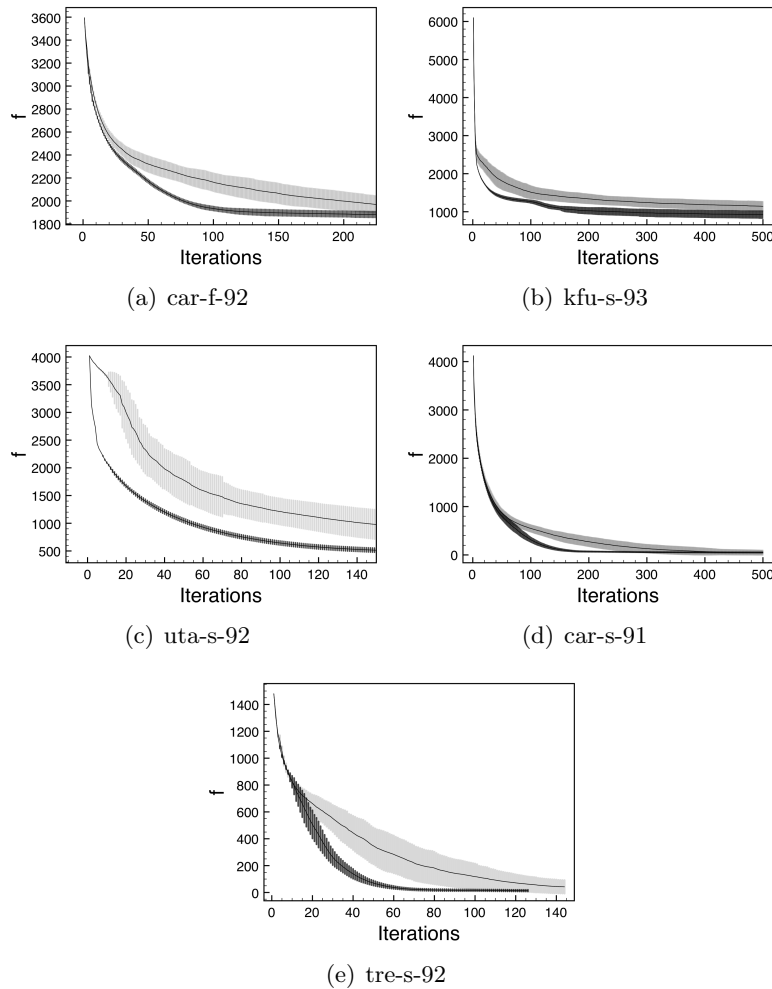 3600
3400
3200
3000
2800
2600
2400
2200
2000
1800
f
0 50 100 150 200
Iterations
(a) car-f-92
6000
5000
4000
3000
2000
1000
f
0 100 200 300 400 500
Iterations
(b) kfu-s-93
4000
3500
3000
2500
2000
1500
1000
500
f
0 20 40 60 80 100 120 140
Iterations
(c) uta-s-92
4000
3000
2000
1000
0
f
0 100 200 300 400 500
Iterations
(d) car-s-91
1400
1200
1000
800
600
400
200
0
f
0 20 40 60 80 100 120 140
Iterations
(e) tre-s-92